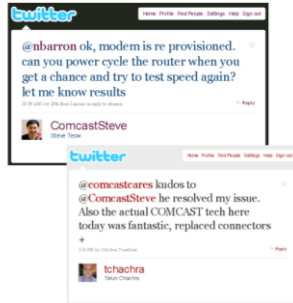 twitter
Home Profile Find People Settings Help Sign out
@nbarron ok, modem is re provisioned.
can you power cycle the router when you
get a chance and try to test speed again?
let me know results
Reply
ComcastSteve
Steve Teow
twitter
Home Profile Find People Settings Help Sign out
@comcastcares kudos to
@ComcastSteve he resolved my issue.
Also the actual COMCAST tech here
today was fantastic, replaced connectors
+
Reply
tchachra
Tarun Chachra